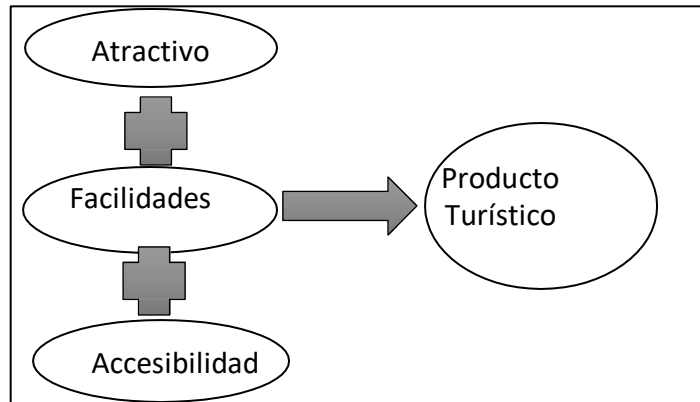 Atractivo
Facilidades
Producto
Turístico
Accesibilidad